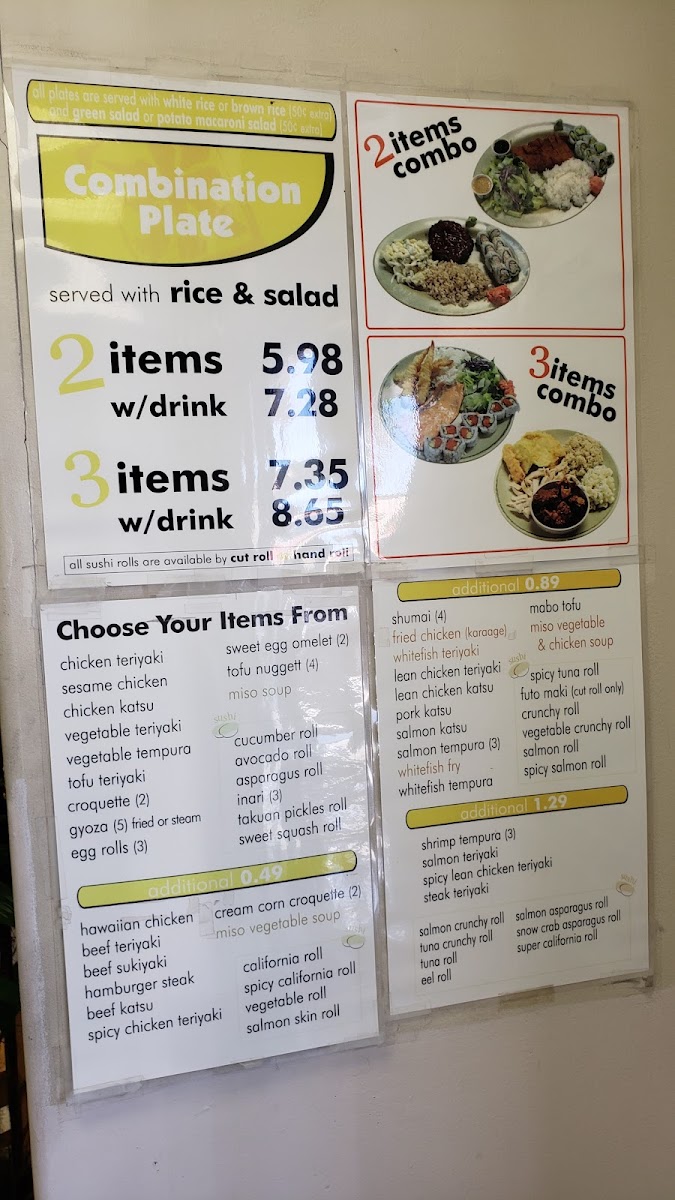 all plates are served with white rice or brown rice (50¢ extra)
and green salad or potato macaroni salad (50¢ extra)
Combination
Plate
served with rice & salad
2 items 5.98
w/drink 7.28
3 items 7.35
w/drink 8.65
all sushi rolls are available by cut roll hand roll
2 items
combo
3 items
combo
Choose Your Items From
chicken teriyaki
sesame chicken
chicken katsu
vegetable teriyaki
vegetable tempura
tofu teriyaki
croquette (2)
gyoza (5) fried or steam
egg rolls (3)
sweet egg omelet (2)
tofu nuggett (4)
miso soup
sushi
cucumber roll
avocado roll
asparagus roll
inari (3)
takuan pickles roll
sweet squash roll
additional 0.49
hawaiian chicken
beef teriyaki
beef sukiyaki
hamburger steak
beef katsu
spicy chicken teriyaki
cream corn croquette (2)
miso vegetable soup
sushi
california roll
spicy california roll
vegetable roll
salmon skin roll
additional 0.89
shumai (4)
fried chicken (karaage)
whitefish teriyaki
lean chicken teriyaki
lean chicken katsu
pork katsu
salmon katsu
salmon tempura (3)
whitefish fry
whitefish tempura
mabo tofu
miso vegetable
& chicken soup
sushi
spicy tuna roll
futo maki (cut roll only)
crunchy roll
vegetable crunchy roll
salmon roll
spicy salmon roll
additional 1.29
shrimp tempura (3)
salmon teriyaki
spicy lean chicken teriyaki
steak teriyaki
sushi
salmon crunchy roll
tuna crunchy roll
tuna roll
eel roll
salmon asparagus roll
snow crab asparagus roll
super california roll